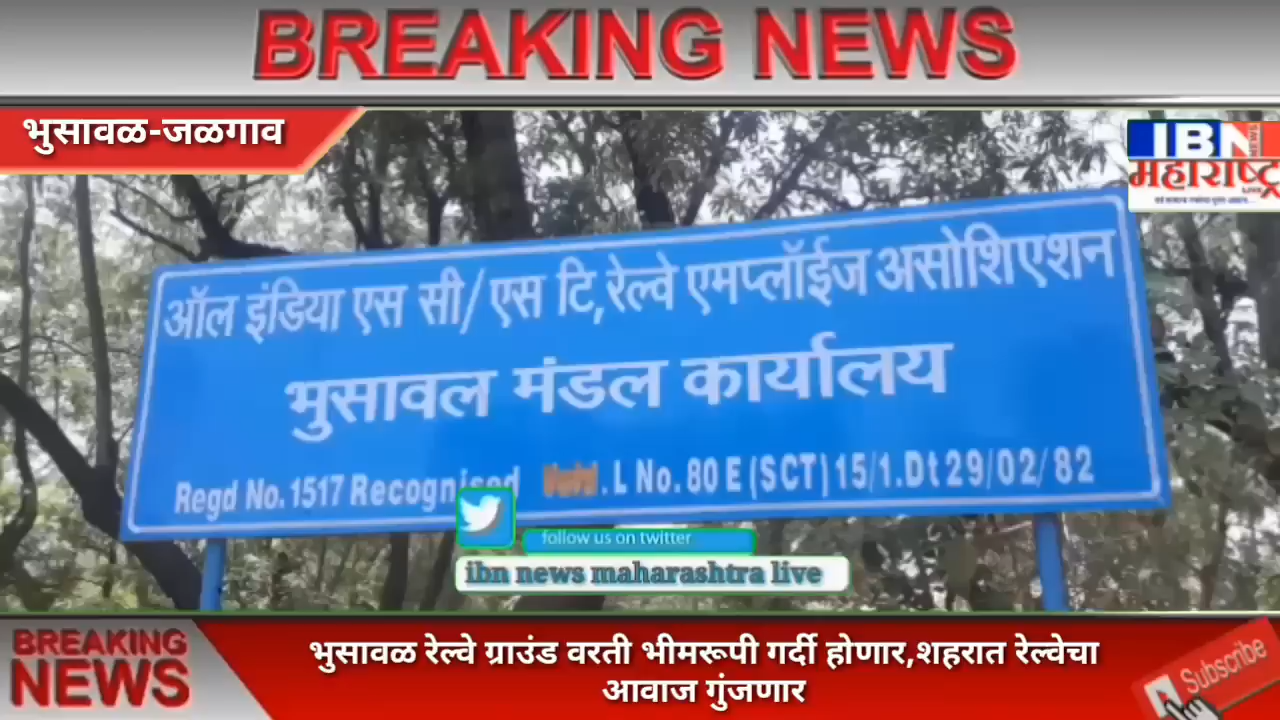 BREAKING NEWS
भुसावळ-जळगाव
IBN
NEWS
महाराष्ट्र
LIVE
ऑल इंडिया एस सी/ एस टि,रेल्वे एमप्लॉईज असोशिएशन
भुसावल मंडल कार्यालय
Regd No. 1517 Recognised . L No. 80 E (SCT) 15/1.Dt 29/02/ 82
follow us on twitter
ibn news maharashtra live
BREAKING
NEWS
भुसावळ रेल्वे ग्राउंड वरती भीमरूपी गर्दी होणार,शहरात रेल्वेचा
आवाज गुंजणार
Subscribe